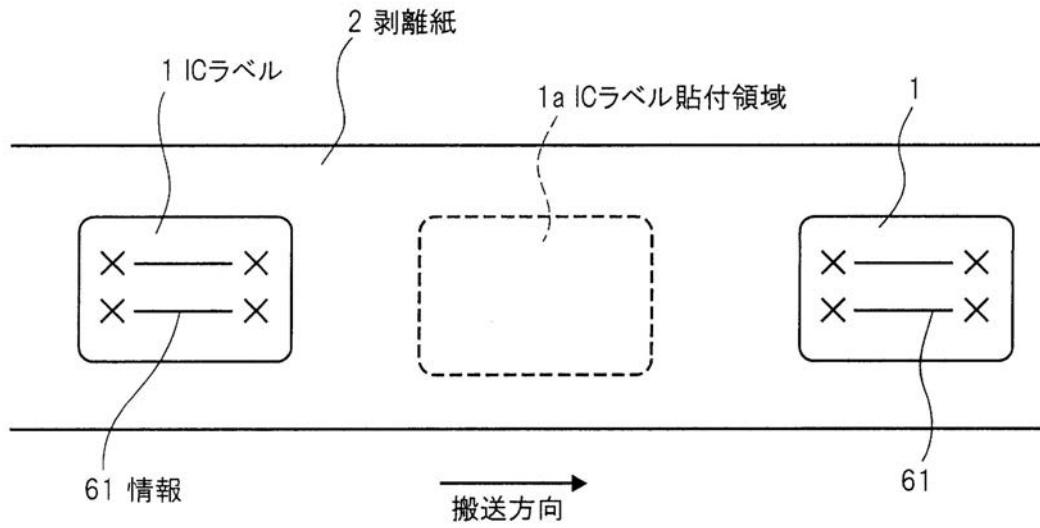 2 剥離紙
1 ICラベル
1a ICラベル貼付領域
1
× ── ×
× ── ×
× ── ×
× ── ×
61 情報
61
搬送方向